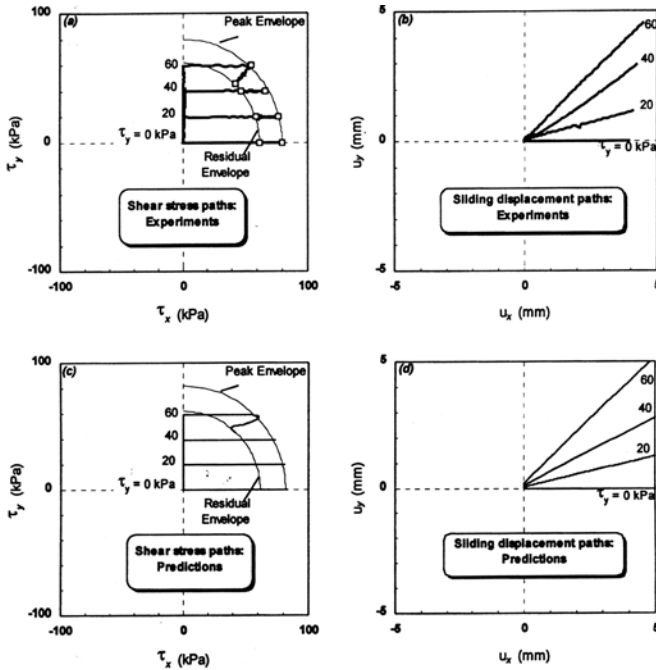 (a)
Peak Envelope
100
60
40
20
τy = 0 kPa
0
Residual
Envelope
τy (kPa)
Shear stress paths:
Experiments
-100
-100
0
100
τx (kPa)
(b)
5
60
40
20
τy = 0 kPa
0
uy (mm)
Sliding displacement paths:
Experiments
-5
-5
0
5
ux (mm)
(c)
Peak Envelope
100
60
40
20
τy = 0 kPa
0
Residual
Envelope
τy (kPa)
Shear stress paths:
Predictions
-100
-100
0
100
τx (kPa)
(d)
5
60
40
20
τy = 0 kPa
0
uy (mm)
Sliding displacement paths:
Predictions
-5
-5
0
5
ux (mm)